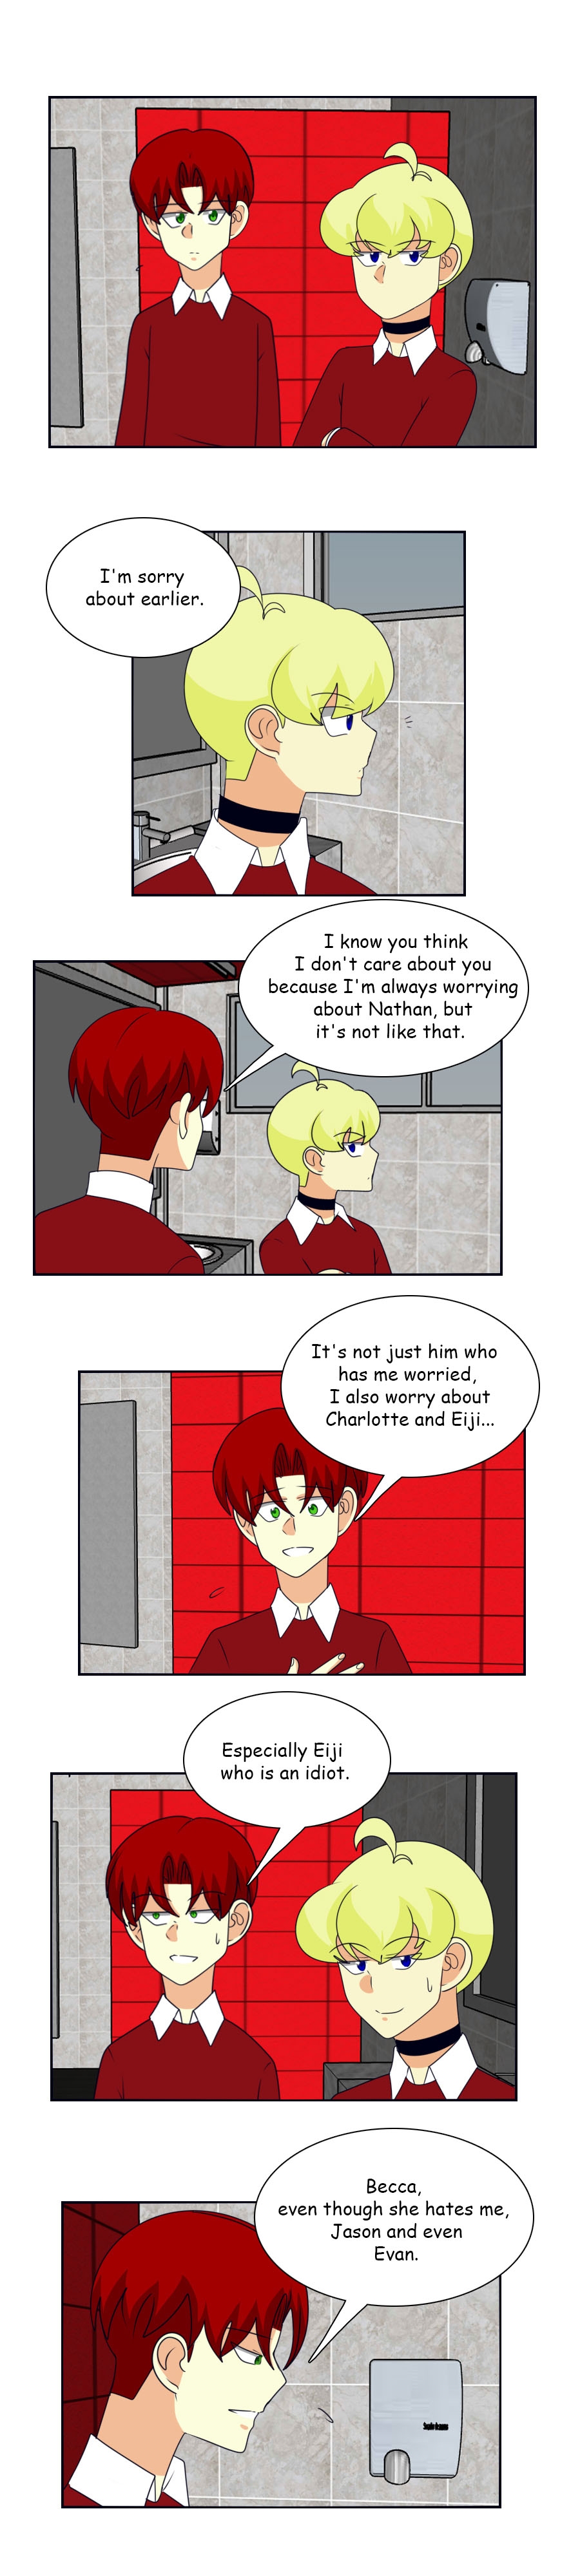 I'm sorry
about earlier.
I know you think
I don't care about you
because I'm always worrying
about Nathan, but
it's not like that.
It's not just him who
has me worried,
I also worry about
Charlotte and Eiji...
Especially Eiji
who is an idiot.
Becca,
even though she hates me,
Jason and even
Evan.